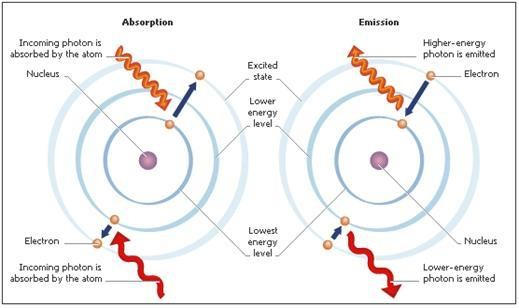 Absorption
Incoming photon is
absorbed by the atom
Nucleus
Electron
Incoming photon is
absorbed by the atom
Excited
state
Lower
energy
level
Lowest
energy
level
Emission
Higher-energy
photon is emitted
Electron
Nucleus
Lower-energy
photon is emitted